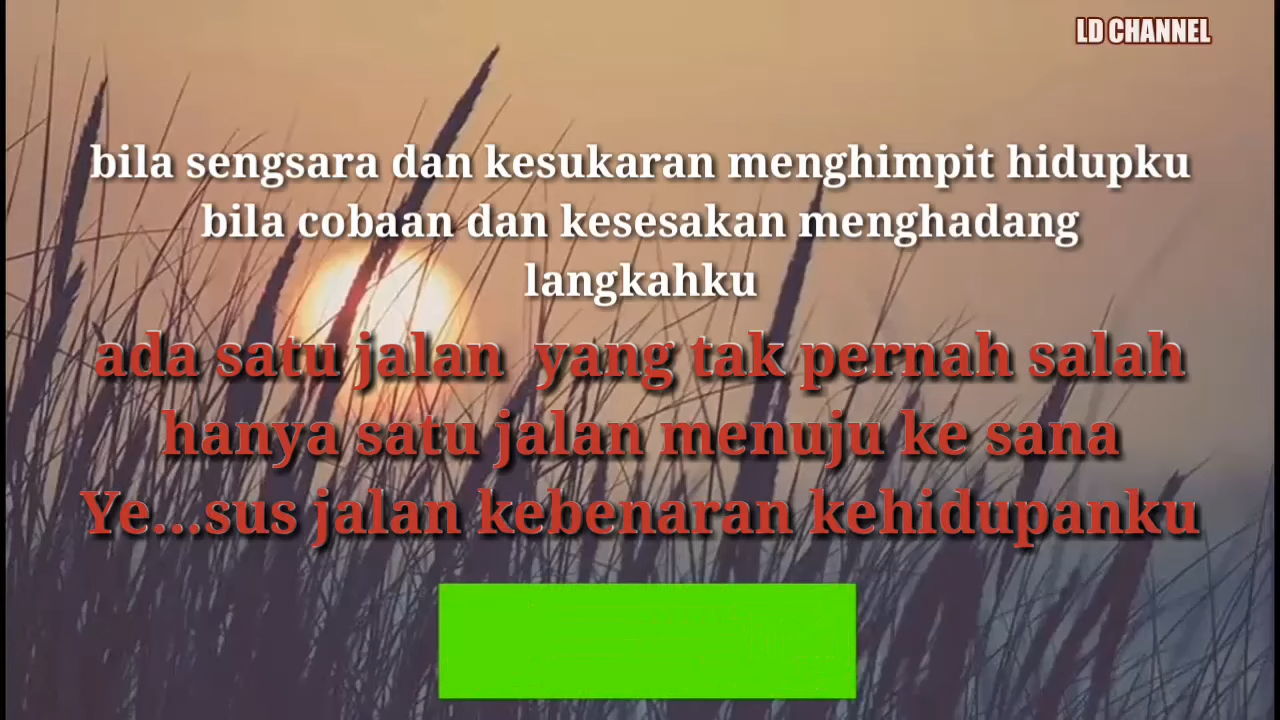 LD CHANNEL
bila sengsara dan kesukaran menghimpit hidupku
bila cobaan dan kesesakan menghadang
langkahku
ada satu jalan yang tak pernah salah
hanya satu jalan menuju ke sana
Ye...sus jalan kebenaran kehidupanku